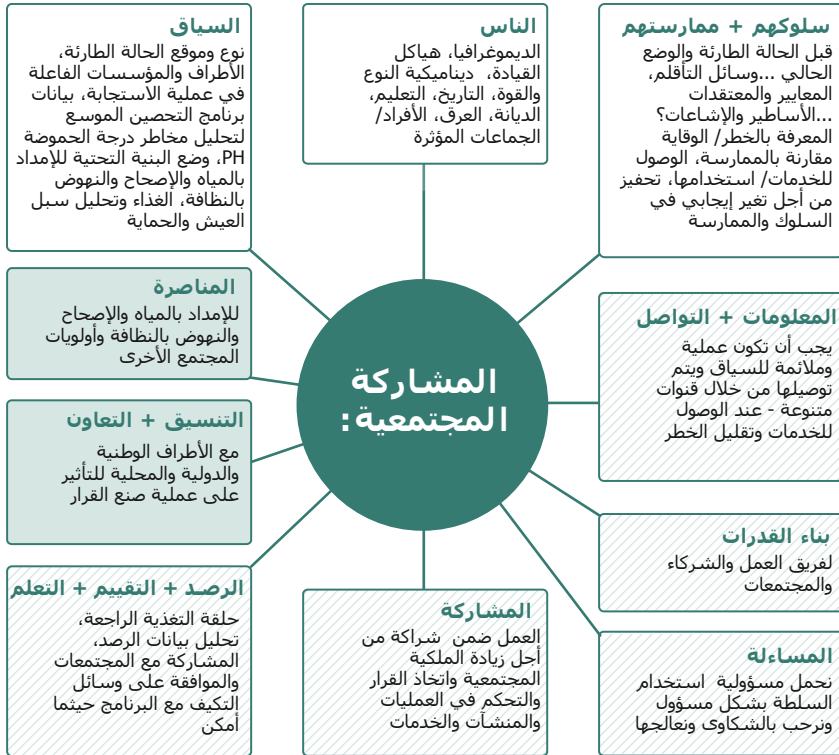 سلوكهم + ممارستهم
قبل الحالة الطارئة والوضع
الحالي ...وسائل التأقلم،
المعايير والمعتقدات
...الأساطير والإشاعات؟
المعرفة بالخطر/ الوقاية
مقارنة بالممارسة، الوصول
للخدمات/ استخدامها، تحفيز
من أجل تغير إيجابي في
السلوك والممارسة
الناس
الديموغرافيا، هياكل
القيادة، ديناميكية النوع
والقوة، التاريخ، التعليم،
الديانة، العرق، الأفراد/
الجماعات المؤثرة
السياق
نوع وموقع الحالة الطارئة،
الأطراف والمؤسسات الفاعلة
في عملية الاستجابة، بيانات
برنامج التحصين الموسع
لتحليل مخاطر درجة الحموضة
PH، وضع البنية التحتية للإمداد
بالمياه والإصحاح والنهوض
بالنظافة، الغذاء وتحليل سبل
العيش والحماية
المعلومات + التواصل
يجب أن تكون عملية
وملائمة للسياق ويتم
توصيلها من خلال قنوات
متنوعة - عند الوصول
للخدمات وتقليل الخطر
المشاركة
المجتمعية:
المناصرة
للإمداد بالمياه والإصحاح
والنهوض بالنظافة وأولويات
المجتمع الأخرى
التنسيق + التعاون
مع الأطراف الوطنية
والدولية والمحلية للتأثير
على عملية صنع القرار
بناء القدرات
لفريق العمل والشركاء
والمجتمعات
المساءلة
نحمل مسؤولية استخدام
السلطة بشكل مسؤول
ونرحب بالشكاوى ونعالجها
المشاركة
العمل ضمن شراكة من
أجل زيادة الملكية
المجتمعية واتخاذ القرار
والتحكم في العمليات
والمنشآت والخدمات
الرصد + التقييم + التعلم
حلقة التغذية الراجعة،
تحليل بيانات الرصد،
المشاركة مع المجتمعات
والموافقة على وسائل
التكيف مع البرنامج حيثما
أمكن